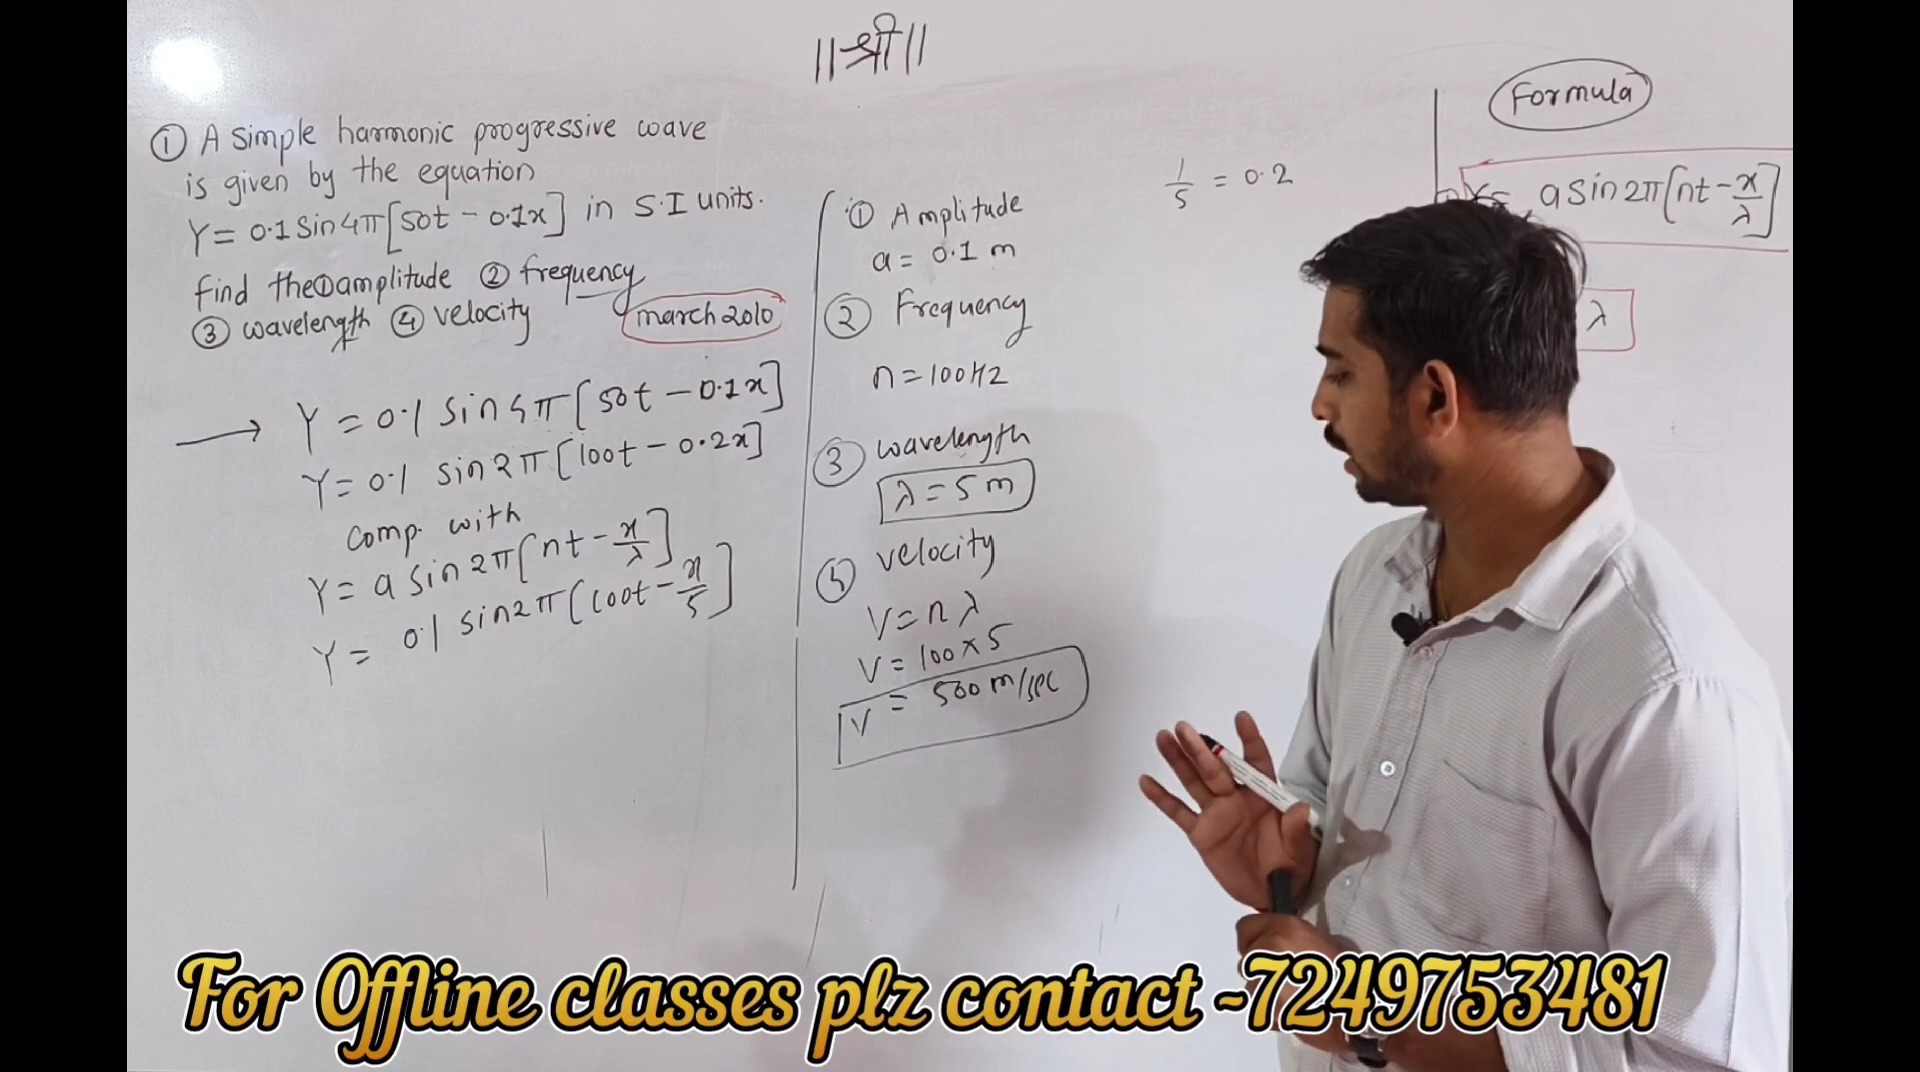 ||श्री||
① A simple harmonic progressive wave
is given by the equation
Y= 0.1 Sin 4π[50t - 0.1x] in S.I units.
find the ① amplitude ② frequency
③ wavelength ④ velocity
march 2010
→ Y = 0.1 sin 4π[50t - 0.1x]
Y= 0.1 sin 2π[100t - 0.2x]
comp. with
Y= a sin 2π[nt - x/λ]
Y= 0.1 sin 2π[100t - x/5]
① Amplitude
a= 0.1 m
② Frequency
n=100Hz
③ wavelength
λ=5m
④ velocity
V=nλ
V=100×5
V= 500 m/sec
1/5 = 0.2
Formula
a Sin 2π[nt - x/λ]
λ
For Offline classes plz contact -7249753481